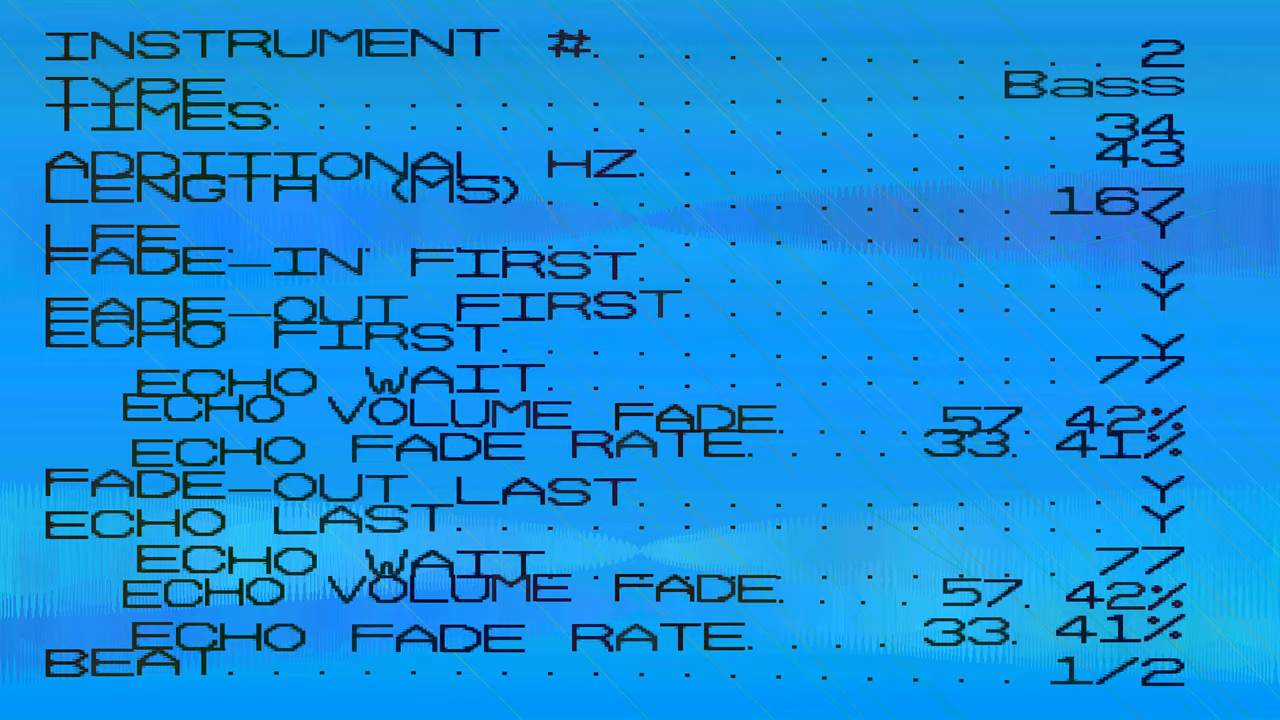 INSTRUMENT #. . . . . . . . . . . . . 2
TYPE. . . . . . . . . . . . . . . . Bass
TIMES. . . . . . . . . . . . . . . . . . 34
ADDITIONAL HZ. . . . . . . . . . . 43
LENGTH (MS). . . . . . . . . . . . 167
LFE. . . . . . . . . . . . . . . . . . . . Y
FADE-IN FIRST. . . . . . . . . . . Y
FADE-OUT FIRST. . . . . . . . . . Y
ECHO FIRST. . . . . . . . . . . . . . Y
ECHO WAIT. . . . . . . . . . . . . 77
ECHO VOLUME FADE. . . . . 57. 42%
ECHO FADE RATE. . . . . 33. 41%
FADE-OUT LAST. . . . . . . . . . . Y
ECHO LAST. . . . . . . . . . . . . . . Y
ECHO WAIT. . . . . . . . . . . . . 77
ECHO VOLUME FADE. . . . . 57. 42%
ECHO FADE RATE. . . . . 33. 41%
BEAT. . . . . . . . . . . . . . . . . . . 1/2